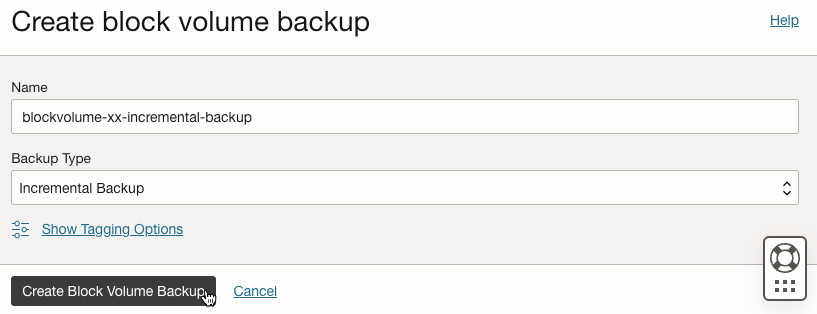 Create block volume backup
Help
Name
blockvolume-xx-incremental-backup
Backup Type
Incremental Backup
Show Tagging Options
Create Block Volume Backup
Cancel